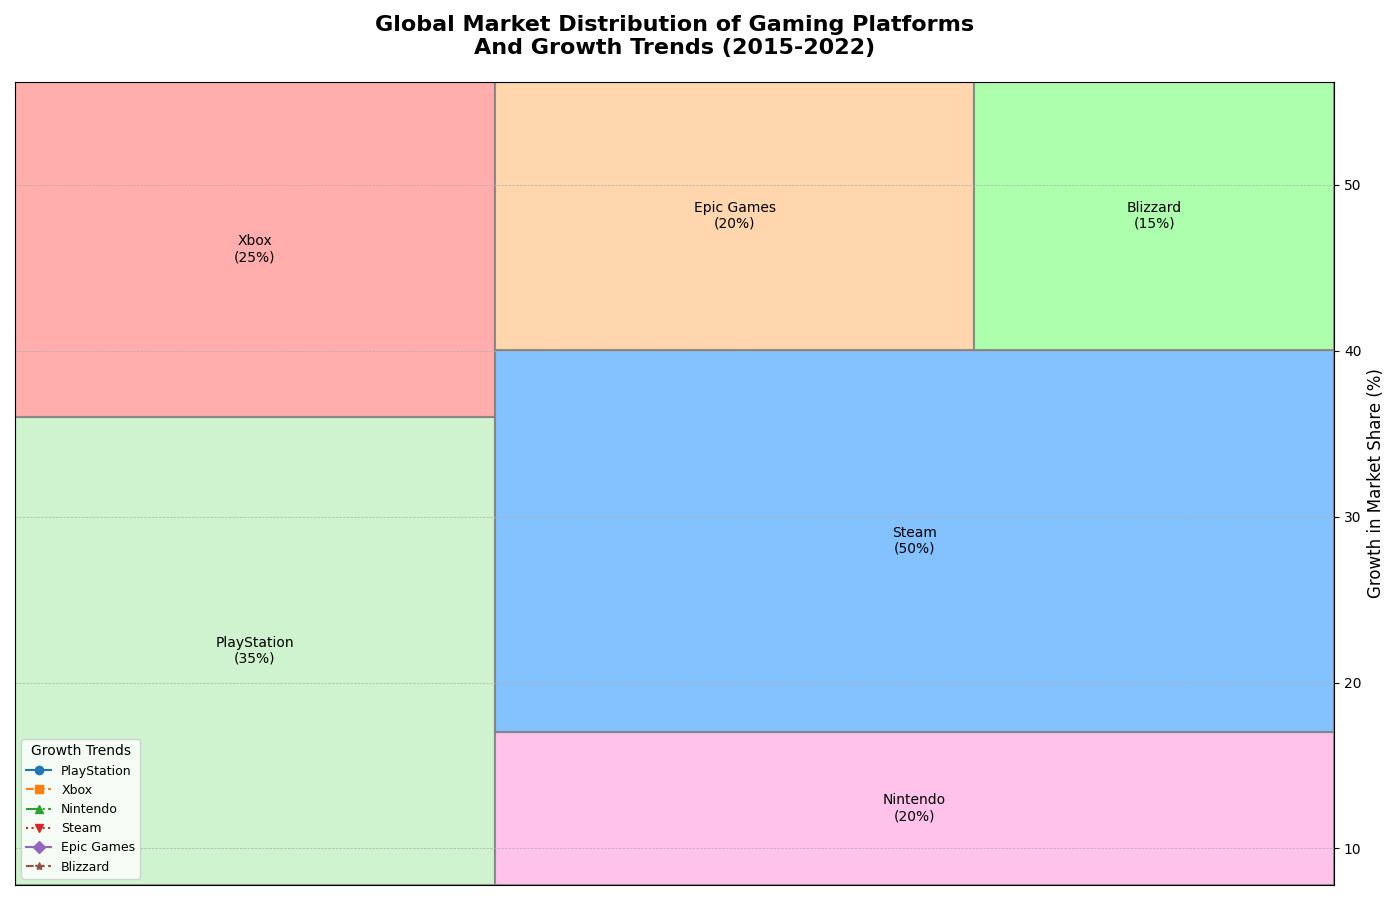 Global Market Distribution of Gaming Platforms
And Growth Trends (2015-2022)
Xbox
(25%)
Epic Games
(20%)
Blizzard
(15%)
Steam
(50%)
PlayStation
(35%)
Nintendo
(20%)
50
40
30
20
10
Growth in Market Share (%)
Growth Trends
PlayStation
Xbox
Nintendo
Steam
Epic Games
Blizzard